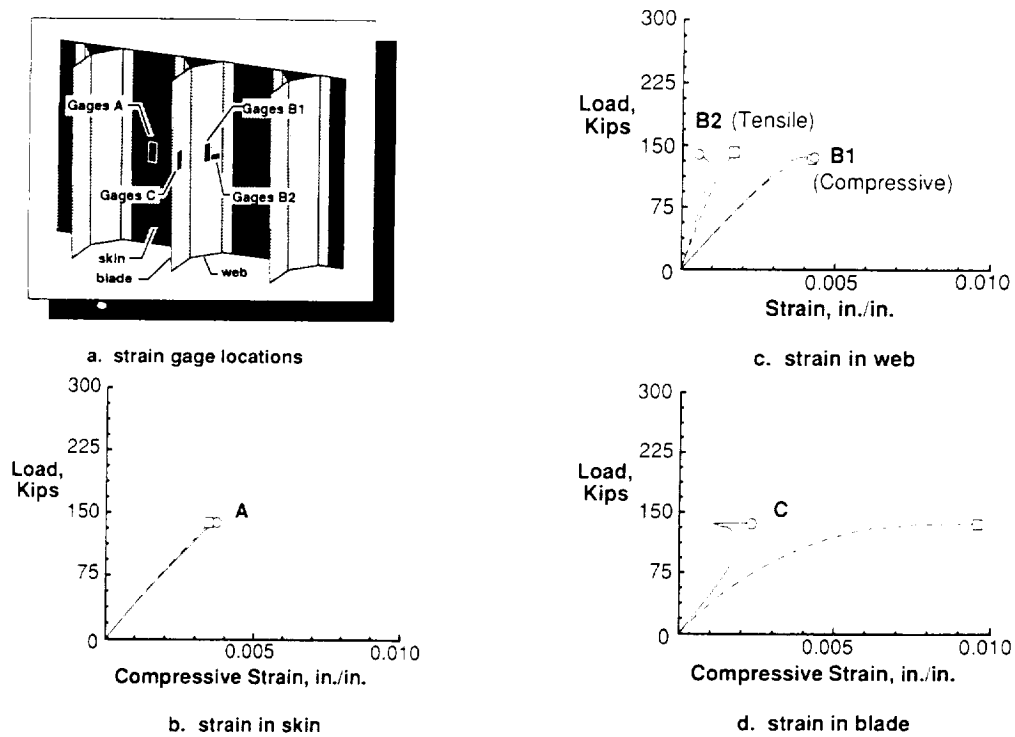 Gages A
Gages B1
Gages C
Gages B2
skin
blade
web
a. strain gage locations
300
225
Load,
Kips
150
75
0
B2 (Tensile)
B1
(Compressive)
0.005
0.010
Strain, in./in.
c. strain in web
300
225
Load,
Kips
150
75
0
A
0.005
0.010
Compressive Strain, in./in.
b. strain in skin
300
225
Load,
Kips
150
75
0
C
0.005
0.010
Compressive Strain, in./in.
d. strain in blade